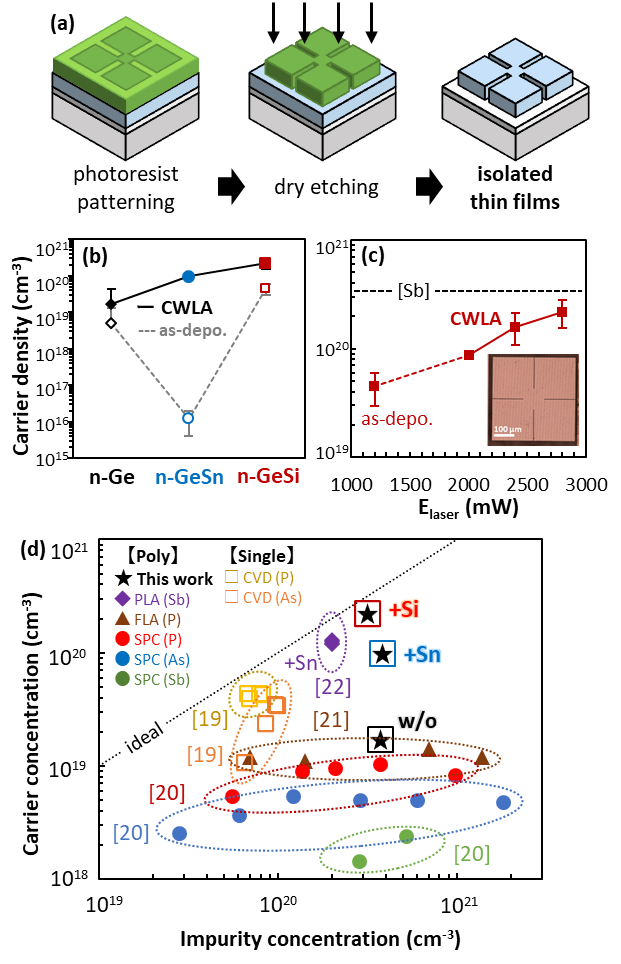 (a)
photoresist
patterning
dry etching
isolated
thin films
(b)
Carrier density (cm⁻³)
10²¹
10²⁰
10¹⁹
10¹⁸
10¹⁷
10¹⁶
10¹⁵
CWLA
as-depo.
n-Ge
n-GeSn
n-GeSi
(c)
10²¹
10²⁰
10¹⁹
[Sb]
CWLA
as-depo.
100 μm
1000
2000
3000
E_laser (mW)
(d)
Carrier concentration (cm⁻³)
10²¹
10²⁰
10¹⁹
10¹⁸
【Poly】
This work
PLA (Sb)
FLA (P)
SPC (P)
SPC (As)
SPC (Sb)
【Single】
CVD (P)
CVD (As)
+Si
+Sn
+Sn
[22]
[19]
[21]
w/o
ideal
[19]
[20]
[20]
[20]
10¹⁹
10²⁰
10²¹
Impurity concentration (cm⁻³)